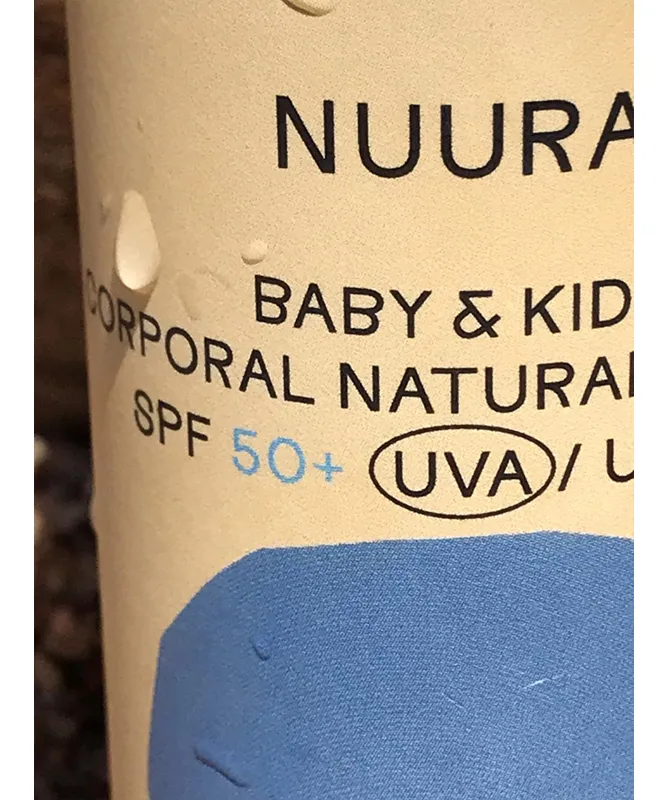 NUURA
BABY & KID
CORPORAL NATURAL
SPF 50+ UVA / U